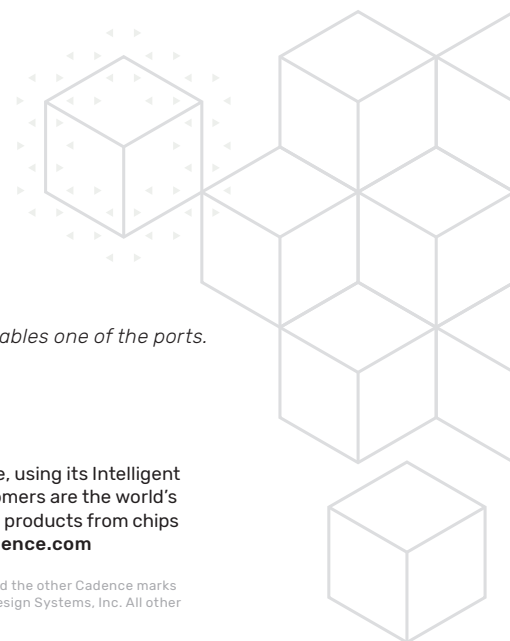 ables one of the ports.
e, using its Intelligent
omers are the world’s
products from chips
ence.com
d the other Cadence marks
esign Systems, Inc. All other